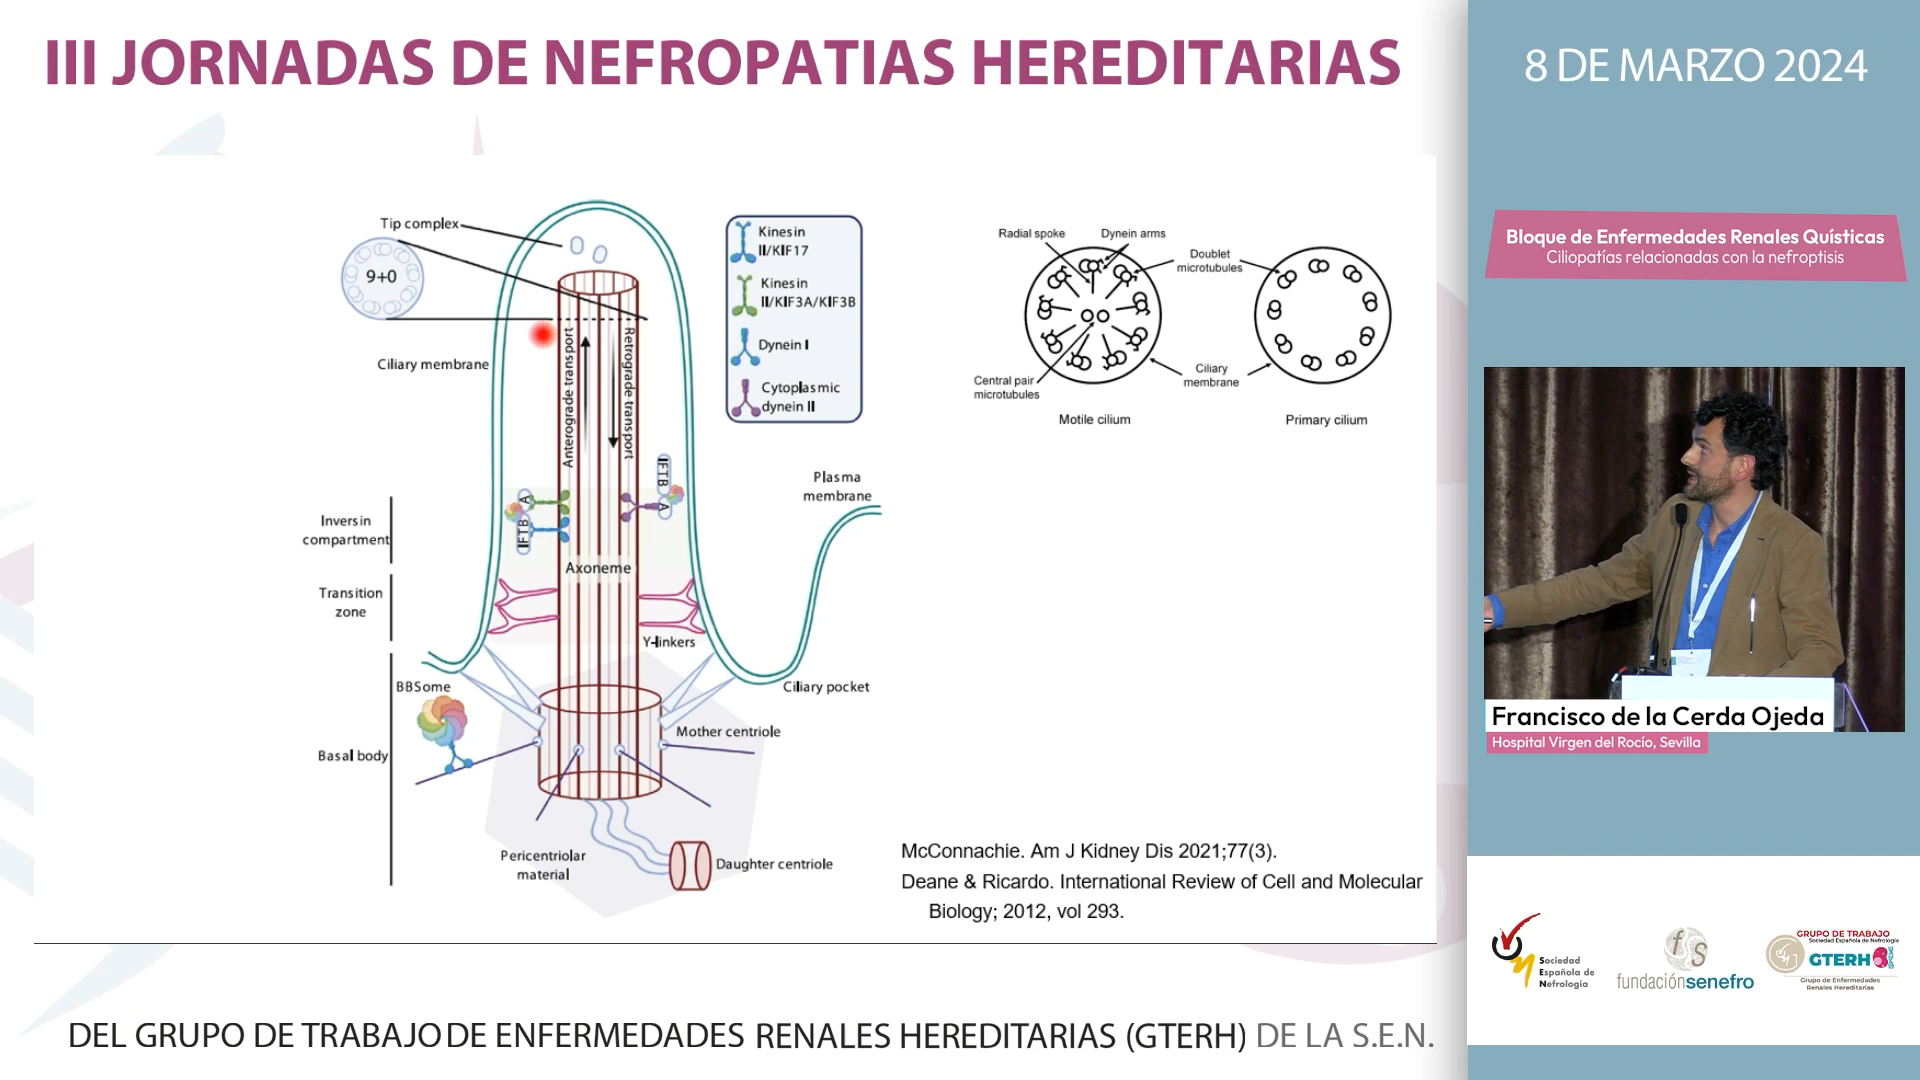 III JORNADAS DE NEFROPATIAS HEREDITARIAS
8 DE MARZO 2024
Bloque de Enfermedades Renales Quísticas
Ciliopatías relacionadas con la nefroptisis
Tip complex
9+0
Ciliary membrane
Anterograde transport
Retrograde transport
Kinesin
II/KIF17
Kinesin
II/KIF3A/KIF3B
Dynein I
Cytoplasmic
dynein II
IFTB
A
IFTB
A
Inversin
compartment
Axoneme
Transition
zone
Y-linkers
Plasma
membrane
Ciliary pocket
BBSome
Basal body
Mother centriole
Pericentriolar
material
Daughter centriole
Radial spoke
Dynein arms
Doublet
microtubules
Central pair
microtubules
Ciliary
membrane
Motile cilium
Primary cilium
McConnachie. Am J Kidney Dis 2021;77(3).
Deane & Ricardo. International Review of Cell and Molecular
Biology; 2012, vol 293.
Francisco de la Cerda Ojeda
Hospital Virgen del Rocío, Sevilla
Sociedad
Española de
Nefrología
fundaciónsenefro
GRUPO DE TRABAJO
Sociedad Española de Nefrología
GTERH
Grupo de Enfermedades
Renales Hereditarias
DEL GRUPO DE TRABAJO DE ENFERMEDADES RENALES HEREDITARIAS (GTERH) DE LA S.E.N.